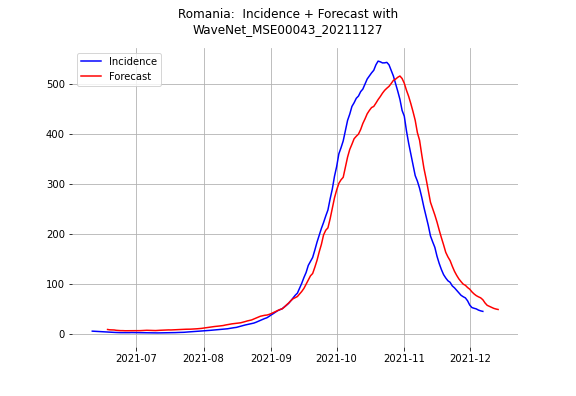 Romania:  Incidence + Forecast with
WaveNet_MSE00043_20211127
Incidence
Forecast
500
400
300
200
100
0
2021-07 2021-08 2021-09 2021-10 2021-11 2021-12